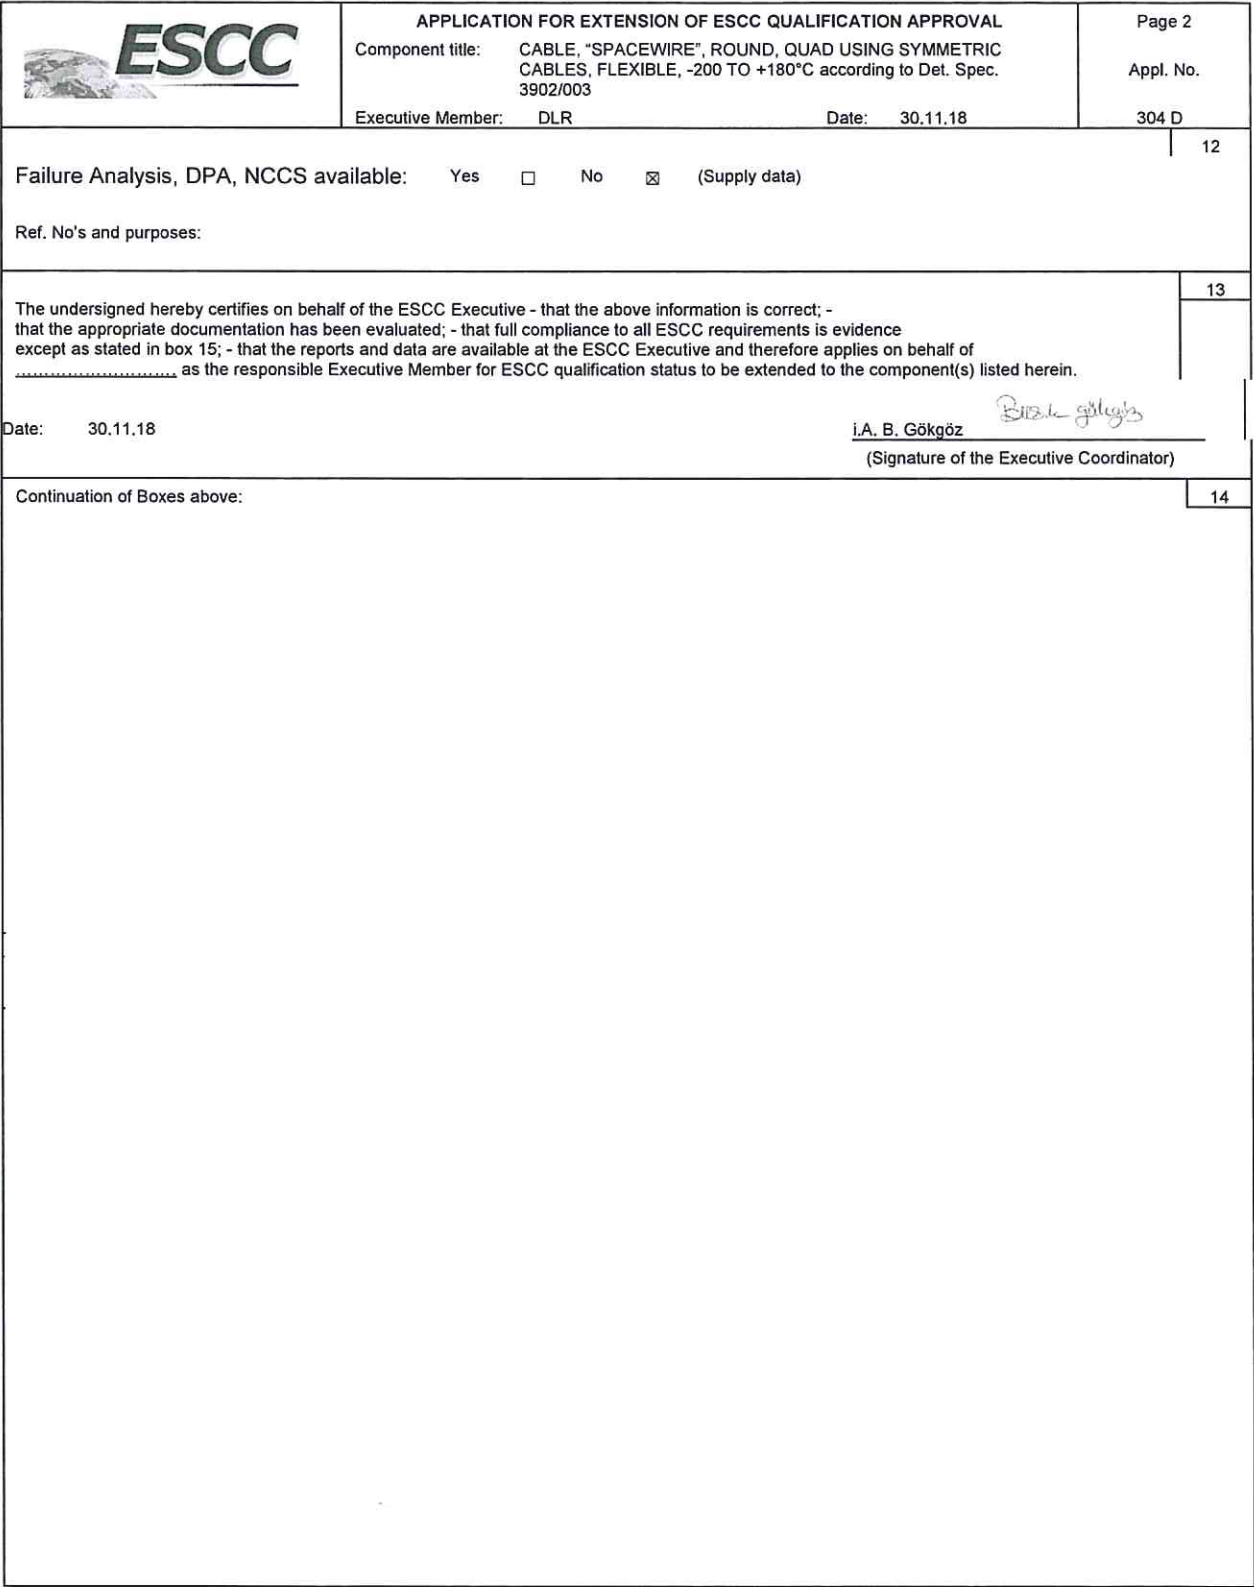 ESCC
APPLICATION FOR EXTENSION OF ESCC QUALIFICATION APPROVAL
Component title: CABLE, "SPACEWIRE", ROUND, QUAD USING SYMMETRIC
CABLES, FLEXIBLE, -200 TO +180°C according to Det. Spec.
3902/003
Executive Member: DLR Date: 30.11.18
Page 2
Appl. No.
304 D
12
Failure Analysis, DPA, NCCS available: Yes ☐ No ☒ (Supply data)
Ref. No's and purposes:
13
The undersigned hereby certifies on behalf of the ESCC Executive - that the above information is correct; -
that the appropriate documentation has been evaluated; - that full compliance to all ESCC requirements is evidence
except as stated in box 15; - that the reports and data are available at the ESCC Executive and therefore applies on behalf of
............................ as the responsible Executive Member for ESCC qualification status to be extended to the component(s) listed herein.
Date: 30.11.18 i.A. B. Gökgöz
(Signature of the Executive Coordinator)
Continuation of Boxes above:
14